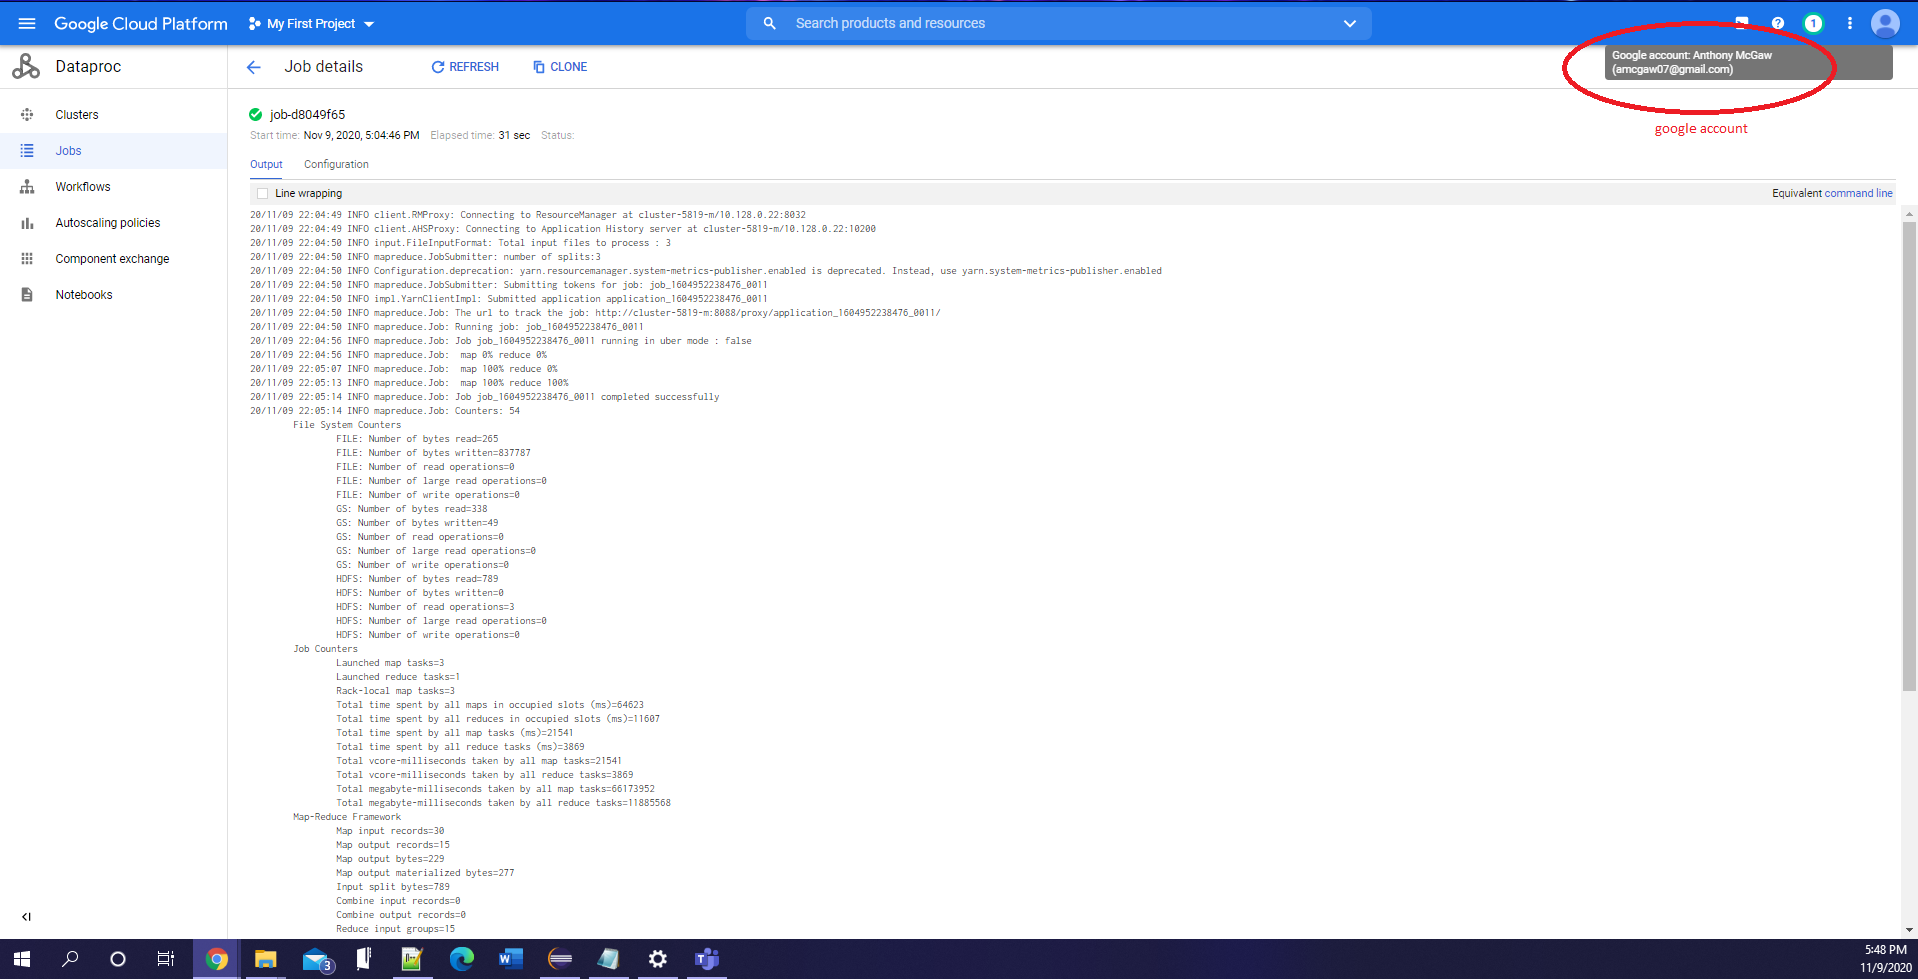 Google Cloud Platform My First Project Search products and resources 1
Google account: Anthony McGaw
(amcgaw07@gmail.com)
google account
Dataproc Job details REFRESH CLONE
Clusters
Jobs
Workflows
Autoscaling policies
Component exchange
Notebooks
job-d8049f65
Start time: Nov 9, 2020, 5:04:46 PM Elapsed time: 31 sec Status:
Output Configuration
Line wrapping Equivalent command line
20/11/09 22:04:49 INFO client.RMProxy: Connecting to ResourceManager at cluster-5819-m/10.128.0.22:8032
20/11/09 22:04:49 INFO client.AHSProxy: Connecting to Application History server at cluster-5819-m/10.128.0.22:10200
20/11/09 22:04:50 INFO input.FileInputFormat: Total input files to process : 3
20/11/09 22:04:50 INFO mapreduce.JobSubmitter: number of splits:3
20/11/09 22:04:50 INFO Configuration.deprecation: yarn.resourcemanager.system-metrics-publisher.enabled is deprecated. Instead, use yarn.system-metrics-publisher.enabled
20/11/09 22:04:50 INFO mapreduce.JobSubmitter: Submitting tokens for job: job_1604952238476_0011
20/11/09 22:04:50 INFO impl.YarnClientImpl: Submitted application application_1604952238476_0011
20/11/09 22:04:50 INFO mapreduce.Job: The url to track the job: http://cluster-5819-m:8088/proxy/application_1604952238476_0011/
20/11/09 22:04:50 INFO mapreduce.Job: Running job: job_1604952238476_0011
20/11/09 22:04:56 INFO mapreduce.Job: Job job_1604952238476_0011 running in uber mode : false
20/11/09 22:04:56 INFO mapreduce.Job:  map 0% reduce 0%
20/11/09 22:05:07 INFO mapreduce.Job:  map 100% reduce 0%
20/11/09 22:05:13 INFO mapreduce.Job:  map 100% reduce 100%
20/11/09 22:05:14 INFO mapreduce.Job: Job job_1604952238476_0011 completed successfully
20/11/09 22:05:14 INFO mapreduce.Job: Counters: 54
File System Counters
FILE: Number of bytes read=265
FILE: Number of bytes written=837787
FILE: Number of read operations=0
FILE: Number of large read operations=0
FILE: Number of write operations=0
GS: Number of bytes read=338
GS: Number of bytes written=49
GS: Number of read operations=0
GS: Number of large read operations=0
GS: Number of write operations=0
HDFS: Number of bytes read=789
HDFS: Number of bytes written=0
HDFS: Number of read operations=3
HDFS: Number of large read operations=0
HDFS: Number of write operations=0
Job Counters
Launched map tasks=3
Launched reduce tasks=1
Rack-local map tasks=3
Total time spent by all maps in occupied slots (ms)=64623
Total time spent by all reduces in occupied slots (ms)=11607
Total time spent by all map tasks (ms)=21541
Total time spent by all reduce tasks (ms)=3869
Total vcore-milliseconds taken by all map tasks=21541
Total vcore-milliseconds taken by all reduce tasks=3869
Total megabyte-milliseconds taken by all map tasks=66173952
Total megabyte-milliseconds taken by all reduce tasks=11885568
Map-Reduce Framework
Map input records=30
Map output records=15
Map output bytes=229
Map output materialized bytes=277
Input split bytes=789
Combine input records=0
Combine output records=0
Reduce input groups=15
3
5:48 PM
11/9/2020